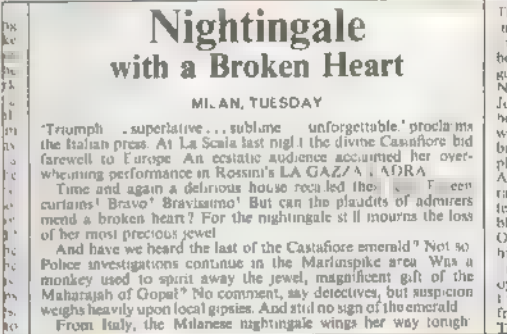 Nightingale
with a Broken Heart
MILAN, TUESDAY
'Triumph ...superlative ... sublime unforgettable,' proclaims
the Italian press. At La Scala last night the divine Castafiore bid
farewell to Europe An ecstatic audience acclaimed her over-
whelming performance in Rossini's LA GAZZA LADRA
Time and again a delirious house recalled
curtains! Bravo! Bravissimo! But can the plaudits of admirers
mend a broken heart? For the nightingale still mourns the loss
of her most precious jewel
And have we heard the last of the Castafiore emerald? Not so
Police investigations continue in the Marlinspike area Was a
monkey used to spirit away the jewel, magnificent gift of the
Maharajah of Gopal? No comment, say detectives, but suspicion
weighs heavily upon local gipsies. And still no sign of the emerald
From Italy, the Milanese nightingale wings her way tonigh